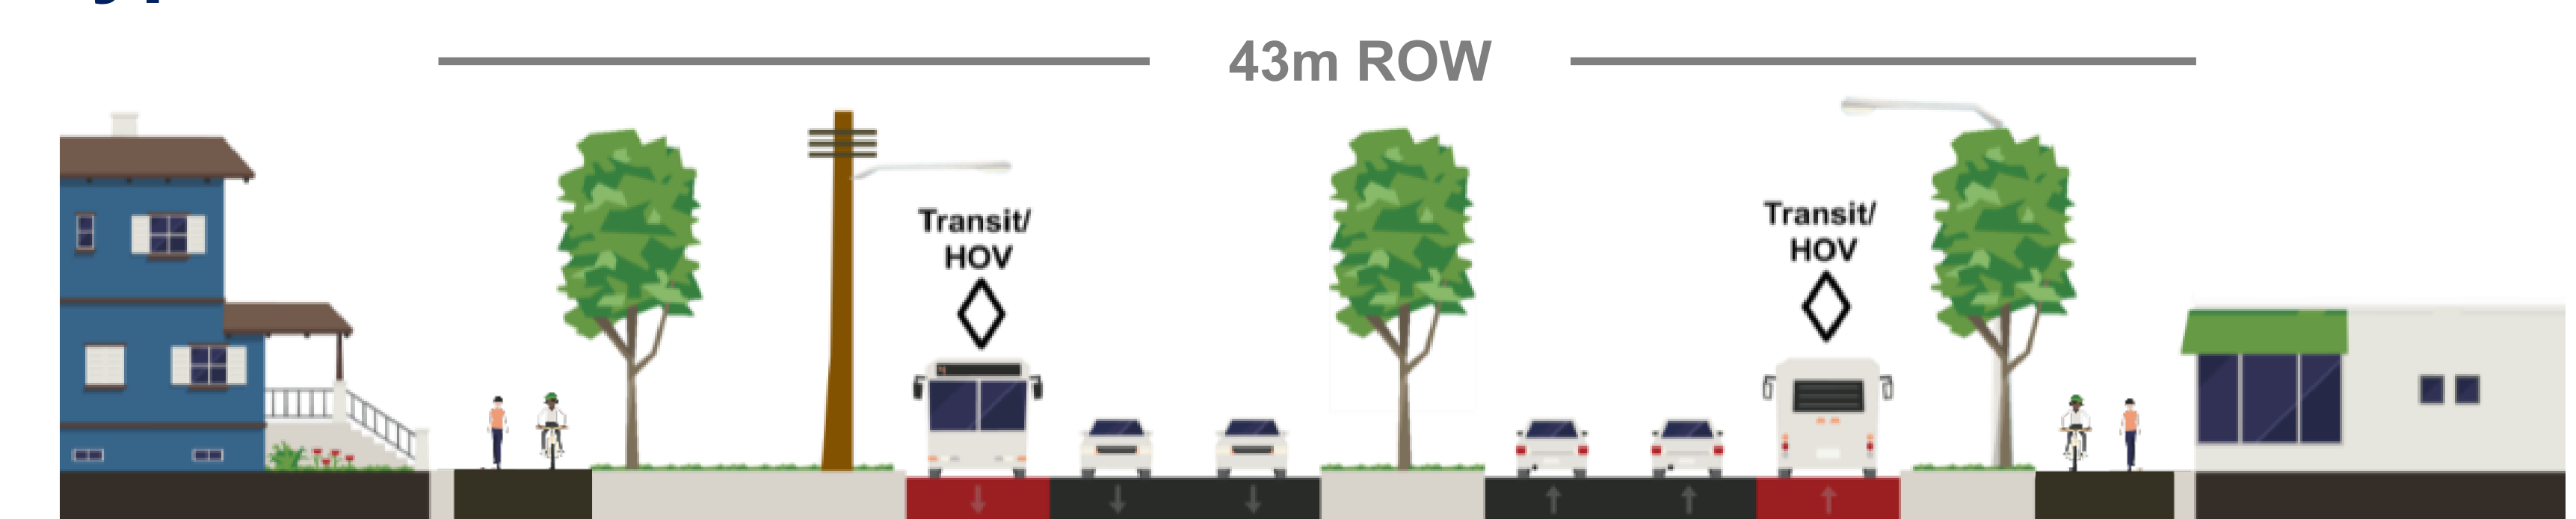 43m ROW
Transit/
HOV
Transit/
HOV